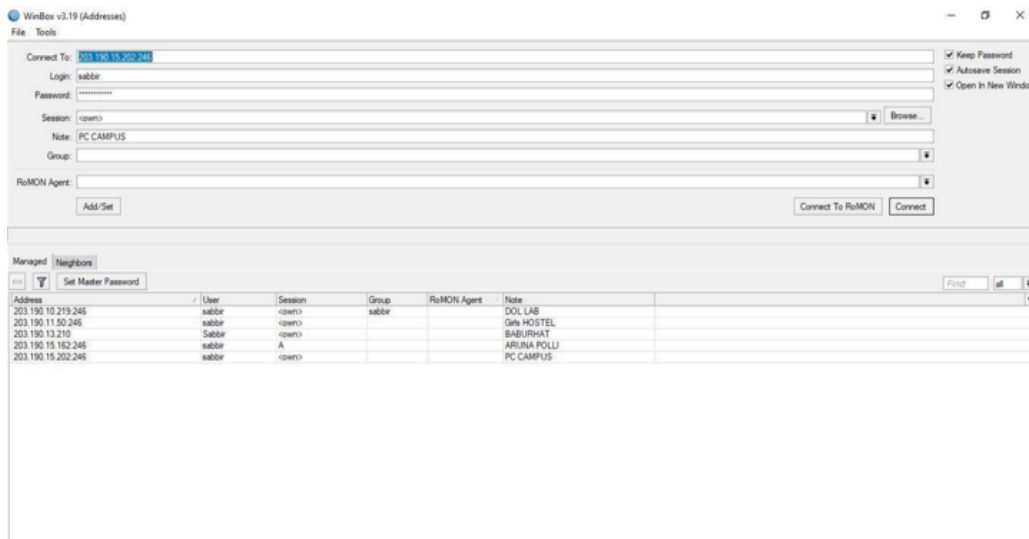 WinBox v3.19 (Addresses)
File Tools
Connect To: 203.190.15.202:246
Keep Password
Login: sabbir
Autosave Session
Password: ***********
Open In New Windo
Session: <own>
Browse...
Note: PC CAMPUS
Group:
RoMON Agent:
Add/Set
Connect To RoMON
Connect
Managed Neighbors
Set Master Password
Find all
Address User Session Group RoMON Agent Note
203.190.10.219:246 sabbir <own> sabbir DOL LAB
203.190.11.50:246 sabbir <own> Girls HOSTEL
203.190.13.210 Sabbir <own> BABURHAT
203.190.15.162:246 sabbir A ARUNA POLLI
203.190.15.202:246 sabbir <own> PC CAMPUS